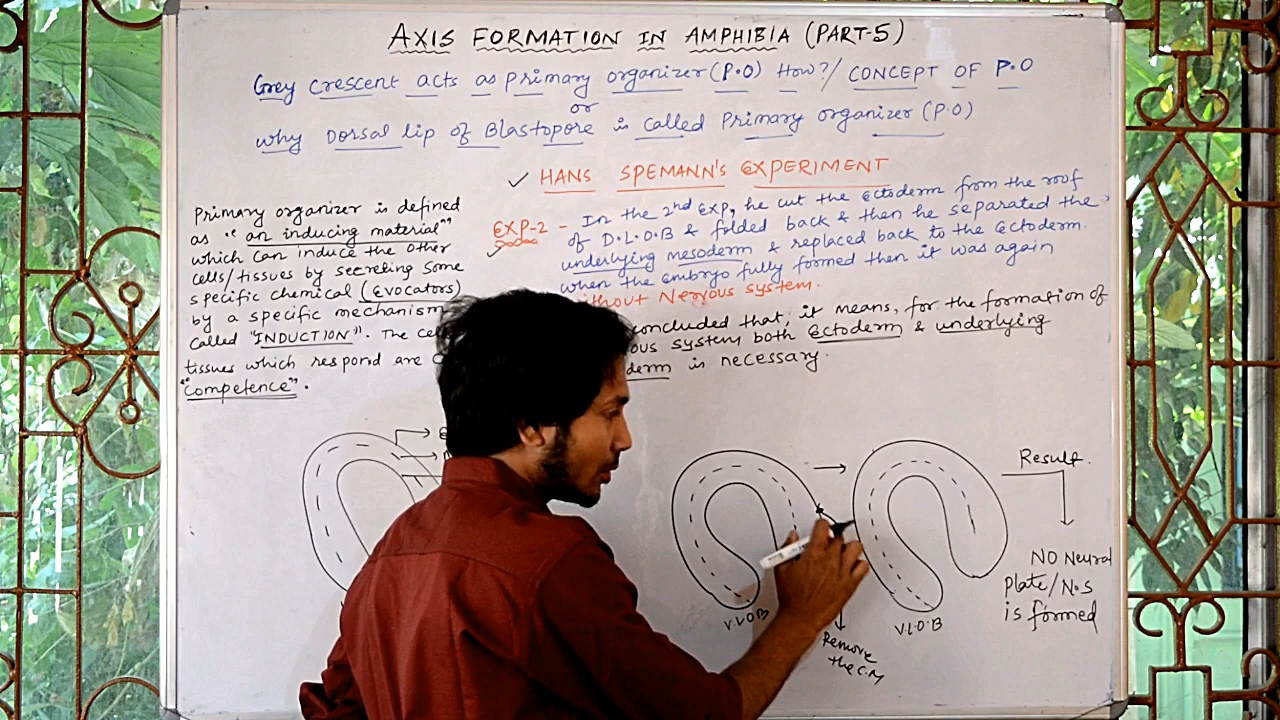 AXIS FORMATION IN AMPHIBIA (PART-5)
Grey crescent acts as primary organizer (P.O) How?/ CONCEPT OF P.O
or
why Dorsal lip of Blastopore is called Primary organizer (P.O)
✓ HANS SPEMANN'S EXPERIMENT
Primary organizer is defined
as "an inducing material"
which can induce the other
cells/tissues by secreting some
specific chemical (Evocators)
by a specific mechanism
called "INDUCTION". The
tissues which respond are
"competence".
EXP-2 - In the 2nd EXP, he cut the Ectoderm from the roof
of D.L.O.B & folded back & then he separated the
underlying mesoderm & replaced back to the Ectoderm.
when the embryo fully formed then it was again
without Nervous system.
concluded that, it means, for the formation of
system both Ectoderm & underlying
is necessary.
V.L.O.B
Remove
the
V.L.O.B
Result.
NO Neural
Plate/N.S
is formed